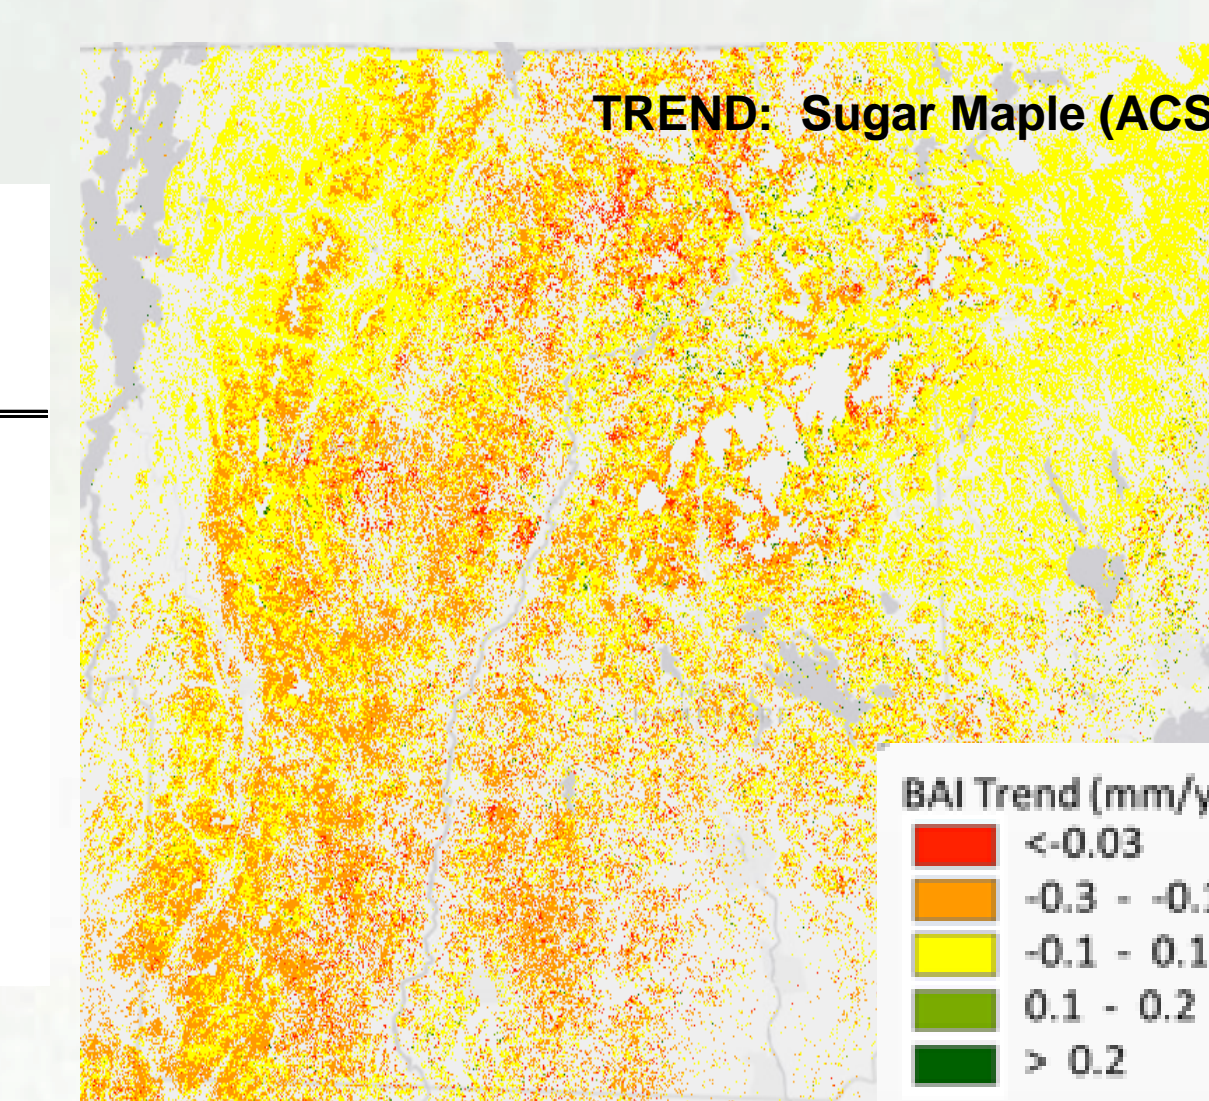 TREND: Sugar Maple (ACS
BAI Trend (mm/y
<-0.03
-0.3 - -0.1
-0.1 - 0.1
0.1 - 0.2
> 0.2